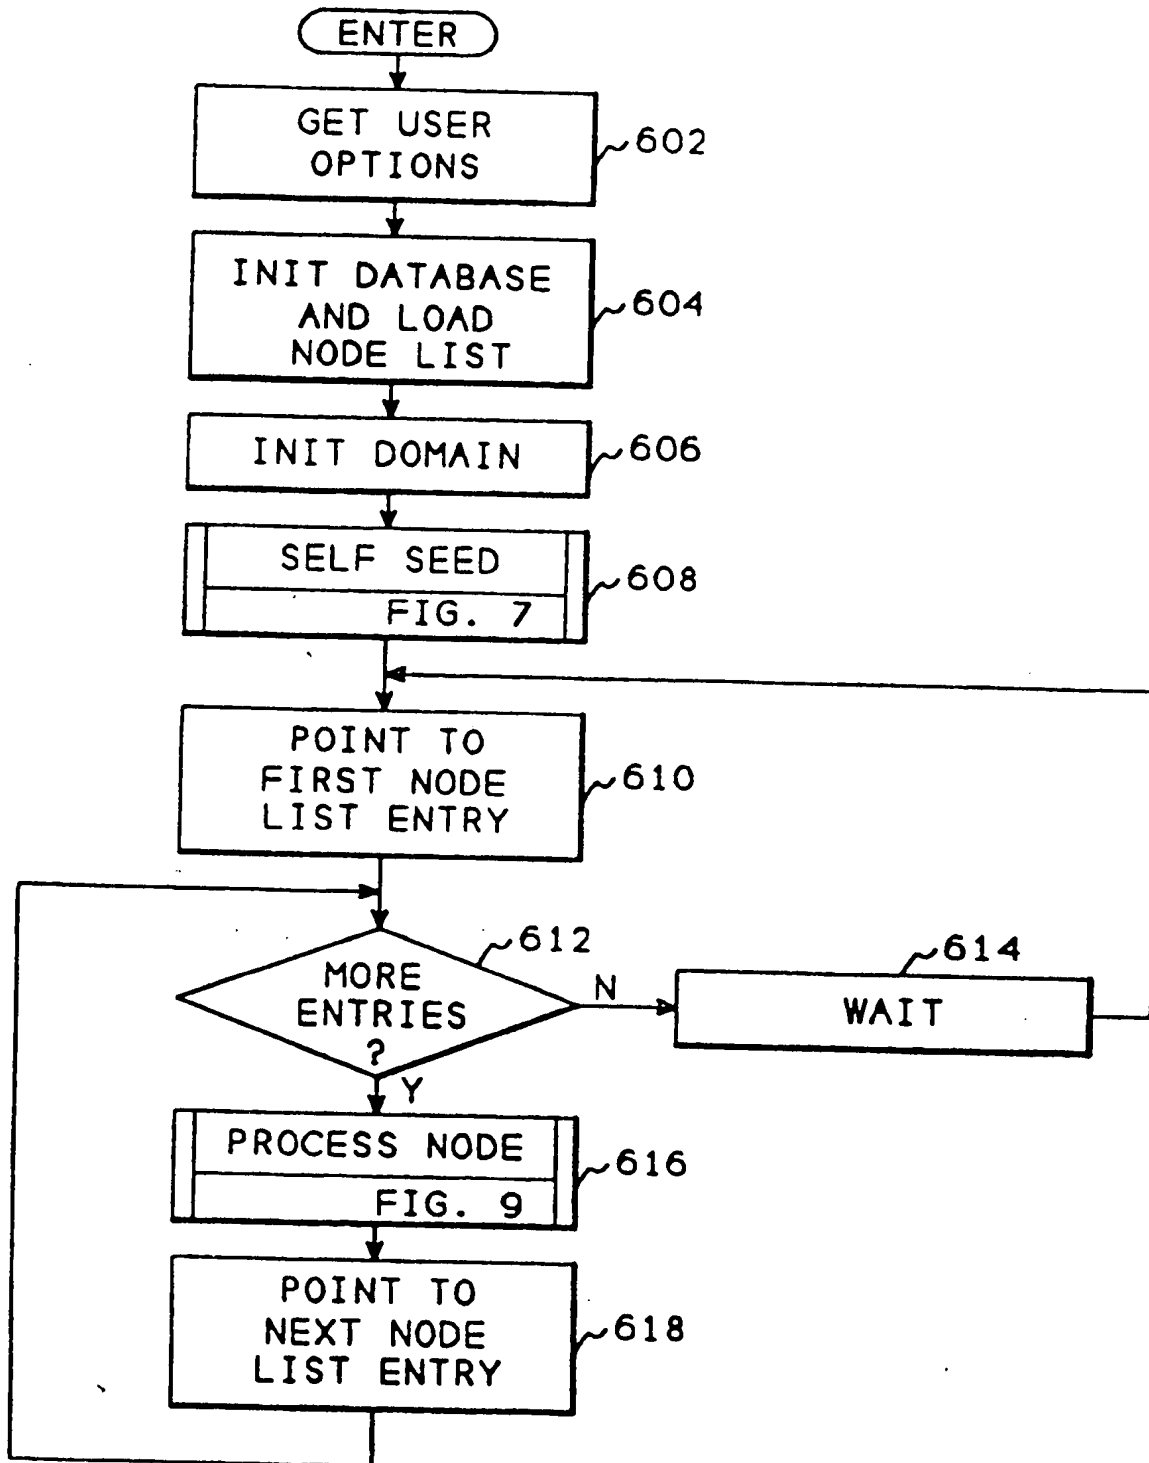 ENTER
GET USER
OPTIONS
602
INIT DATABASE
AND LOAD
NODE LIST
604
INIT DOMAIN
606
SELF SEED
FIG. 7
608
POINT TO
FIRST NODE
LIST ENTRY
610
612
MORE
ENTRIES
?
N
Y
614
WAIT
PROCESS NODE
FIG. 9
616
POINT TO
NEXT NODE
LIST ENTRY
618